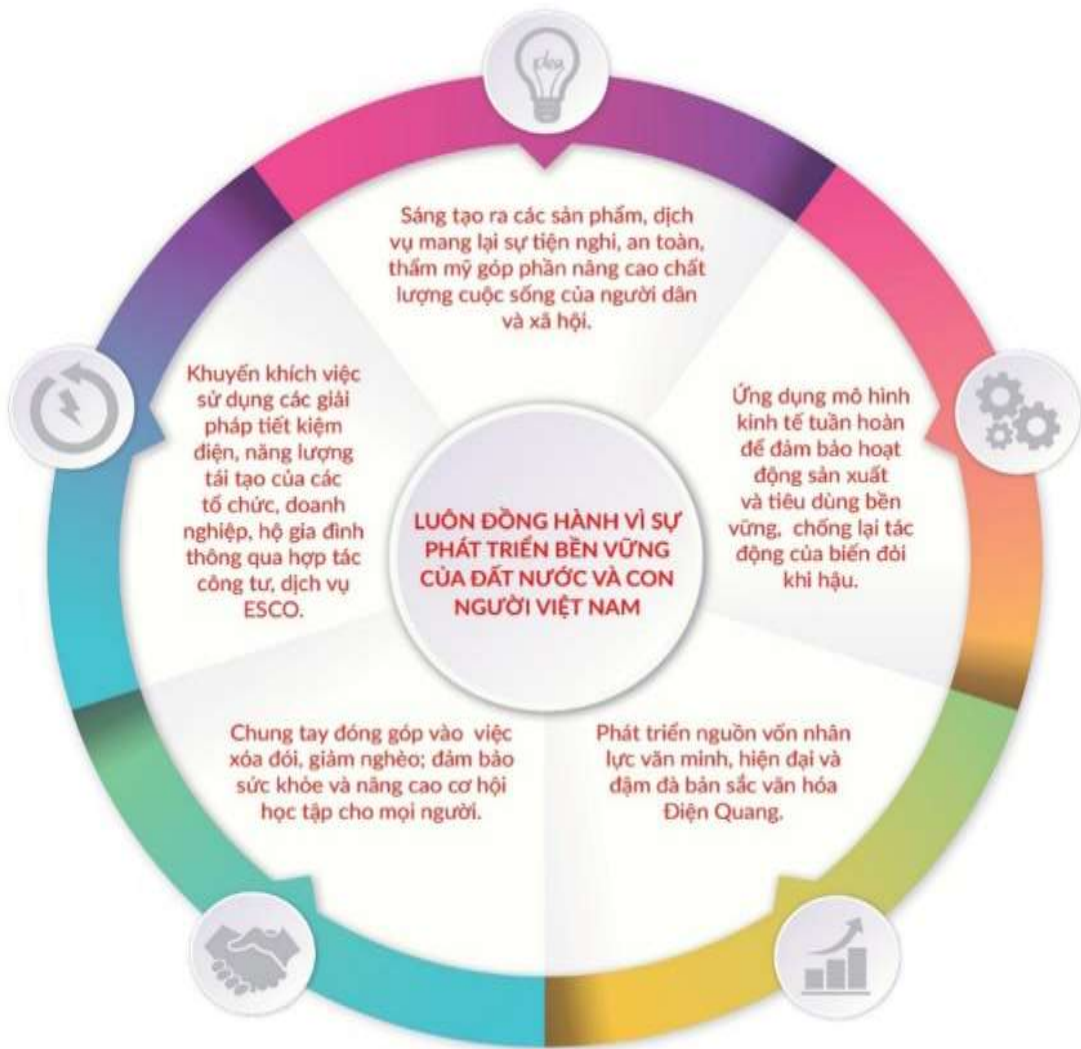 idea
Sáng tạo ra các sản phẩm, dịch
vụ mang lại sự tiện nghi, an toàn,
thẩm mỹ góp phần nâng cao chất
lượng cuộc sống của người dân
và xã hội.
Ứng dụng mô hình
kinh tế tuần hoàn
để đảm bảo hoạt
động sản xuất
và tiêu dùng bền
vững, chống lại tác
động của biến đỏi
khi hậu.
Phát triển nguồn vốn nhân
lực văn minh, hiện đại và
đậm đà bản sắc văn hóa
Điện Quang.
Chung tay đóng góp vào việc
xóa đói, giảm nghèo; đảm bảo
sức khỏe và nâng cao cơ hội
học tập cho mọi người.
Khuyến khích việc
sử dụng các giải
pháp tiết kiệm
điện, năng lượng
tái tạo của các
tổ chức, doanh
nghiệp, hộ gia đình
thông qua hợp tác
công tư, dịch vụ
ESCO.
LUÔN ĐỒNG HÀNH VÌ SỰ
PHÁT TRIỂN BỀN VỮNG
CỦA ĐẤT NƯỚC VÀ CON
NGƯỜI VIỆT NAM